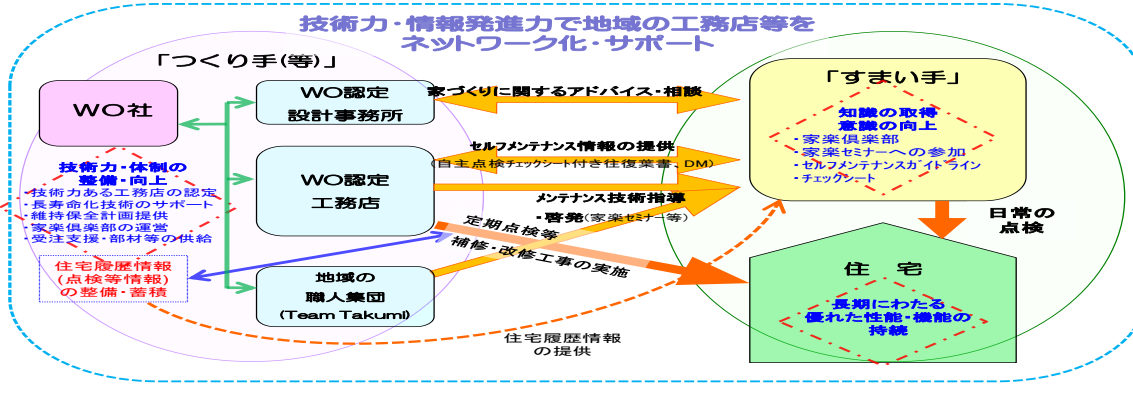 技術力・情報発進力で地域の工務店等を
ネットワーク化・サポート
「つくり手(等)」
WO社
技術力・体制の
整備・向上
・技術力ある工務店の認定
・長寿命化技術のサポート
・維持保全計画提供
・家楽倶楽部の運営
・受注支援・部材等の供給
住宅履歴情報
(点検等情報)
の整備・蓄積
WO認定
設計事務所
WO認定
工務店
地域の
職人集団
(Team Takumi)
家づくりに関するアドバイス・相談
セルフメンテナンス情報の提供
(自主点検チェックシート付き往復葉書、DM)
メンテナンス技術指導
・啓発(家楽セミナー等)
定期点検等
補修・改修工事の実施
住宅履歴情報
の提供
「すまい手」
知識の取得
意識の向上
・家楽倶楽部
・家楽セミナーへの参加
・セルフメンテナンスガイドライン
・チェックシート
日常の
点検
住 宅
長期にわたる
優れた性能・機能の
持続